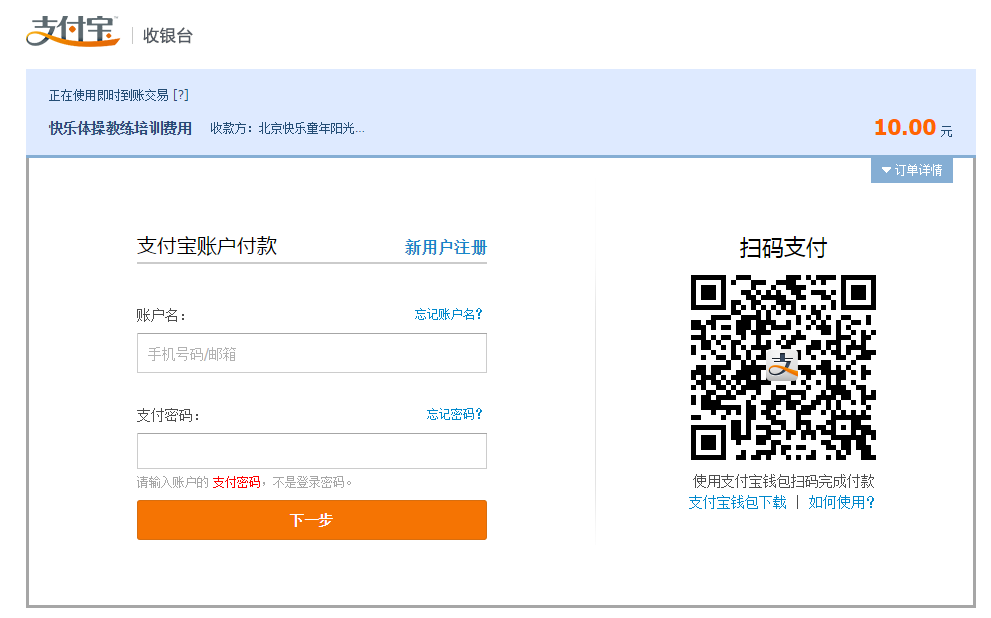 支付宝 收银台
正在使用即时到账交易 [?]
快乐体操教练培训费用 收款方：北京快乐童年阳光... 10.00 元
订单详情
支付宝账户付款 新用户注册
账户名： 忘记账户名?
手机号码/邮箱
支付密码： 忘记密码?
请输入账户的 支付密码，不是登录密码。
下一步
扫码支付
支
使用支付宝钱包扫码完成付款
支付宝钱包下载 | 如何使用?